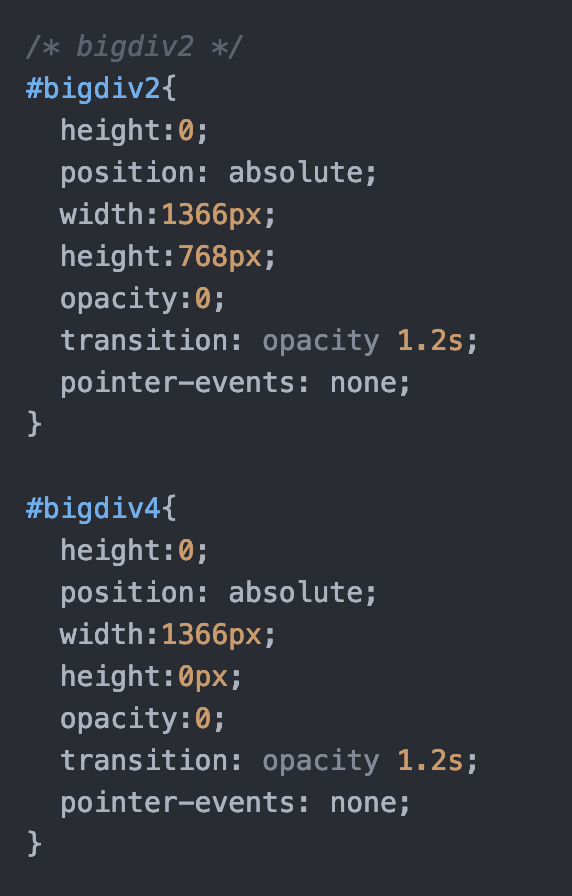 /* bigdiv2 */
#bigdiv2{
  height:0;
  position: absolute;
  width:1366px;
  height:768px;
  opacity:0;
  transition: opacity 1.2s;
  pointer-events: none;
}

#bigdiv4{
  height:0;
  position: absolute;
  width:1366px;
  height:0px;
  opacity:0;
  transition: opacity 1.2s;
  pointer-events: none;
}